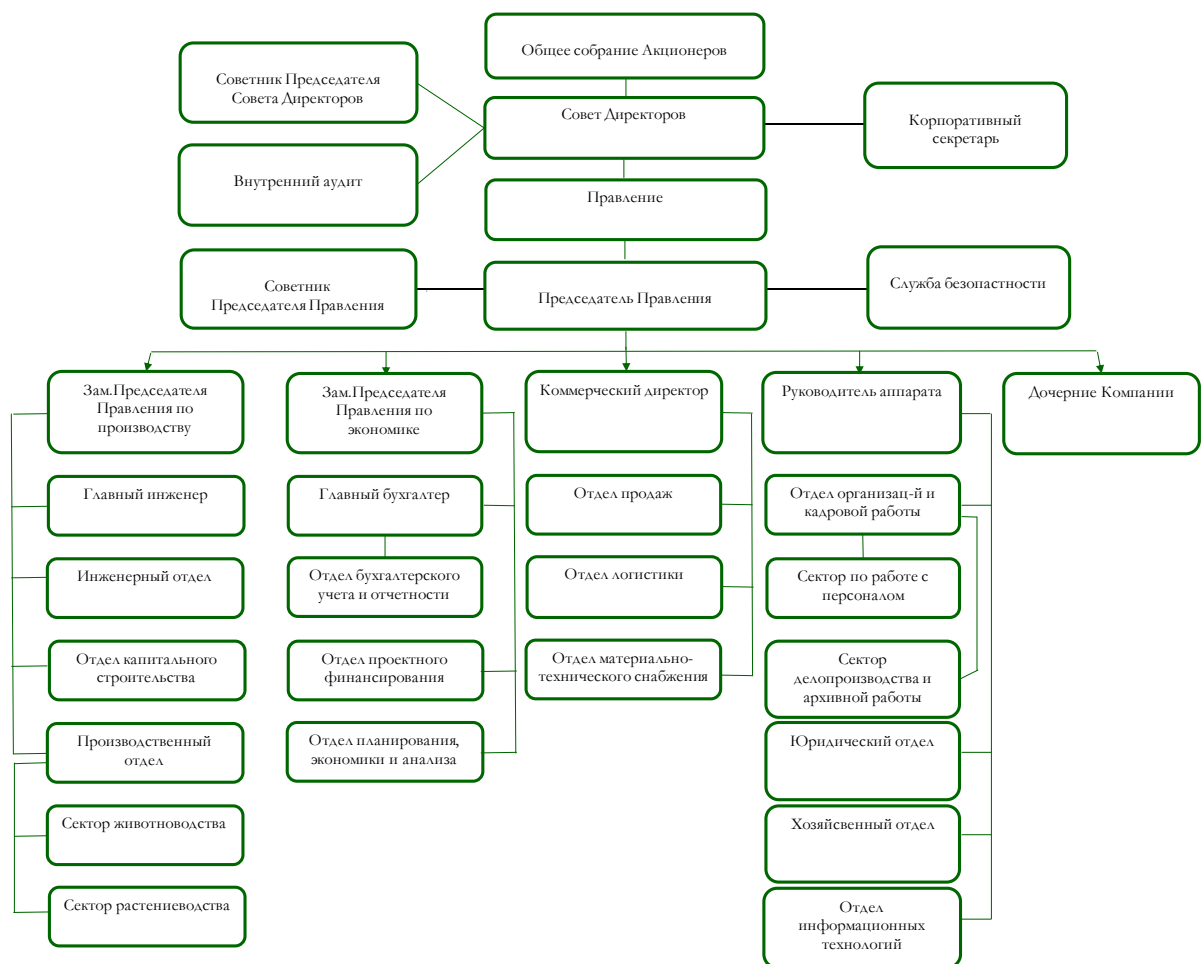 Общее собрание Акционеров
Советник Председателя
Совета Директоров
Совет Директоров
Корпоративный
секретарь
Внутренний аудит
Правление
Советник
Председателя Правления
Председатель Правления
Служба безопастности
Зам.Председателя
Правления по
производству
Зам.Председателя
Правления по
экономике
Коммерческий директор
Руководитель аппарата
Дочерние Компании
Главный инженер
Главный бухгалтер
Отдел продаж
Отдел организац-й и
кадровой работы
Инженерный отдел
Отдел бухгалтерского
учета и отчетности
Отдел логистики
Сектор по работе с
персоналом
Отдел капитального
строительства
Отдел проектного
финансирования
Отдел материально-
технического снабжения
Сектор
делопроизводства и
архивной работы
Производственный
отдел
Отдел планирования,
экономики и анализа
Юридический отдел
Сектор животноводства
Хозяйсвенный отдел
Сектор растениеводства
Отдел
информационных
технологий